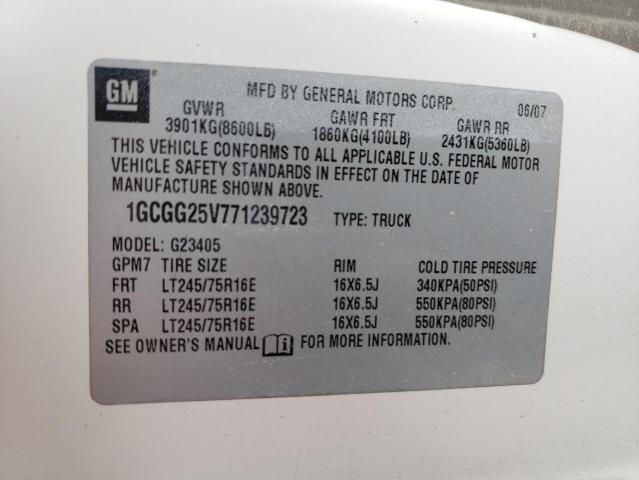 GM
MFD BY GENERAL MOTORS CORP. 06/07
GVWR GAWR FRT GAWR RR
3901KG(8600LB) 1860KG(4100LB) 2431KG(5360LB)
THIS VEHICLE CONFORMS TO ALL APPLICABLE U.S. FEDERAL MOTOR
VEHICLE SAFETY STANDARDS IN EFFECT ON THE DATE OF
MANUFACTURE SHOWN ABOVE.
1GCGG25V771239723 TYPE: TRUCK
MODEL: G23405
GPM7 TIRE SIZE RIM COLD TIRE PRESSURE
FRT LT245/75R16E 16X6.5J 340KPA(50PSI)
RR LT245/75R16E 16X6.5J 550KPA(80PSI)
SPA LT245/75R16E 16X6.5J 550KPA(80PSI)
SEE OWNER'S MANUAL i FOR MORE INFORMATION.